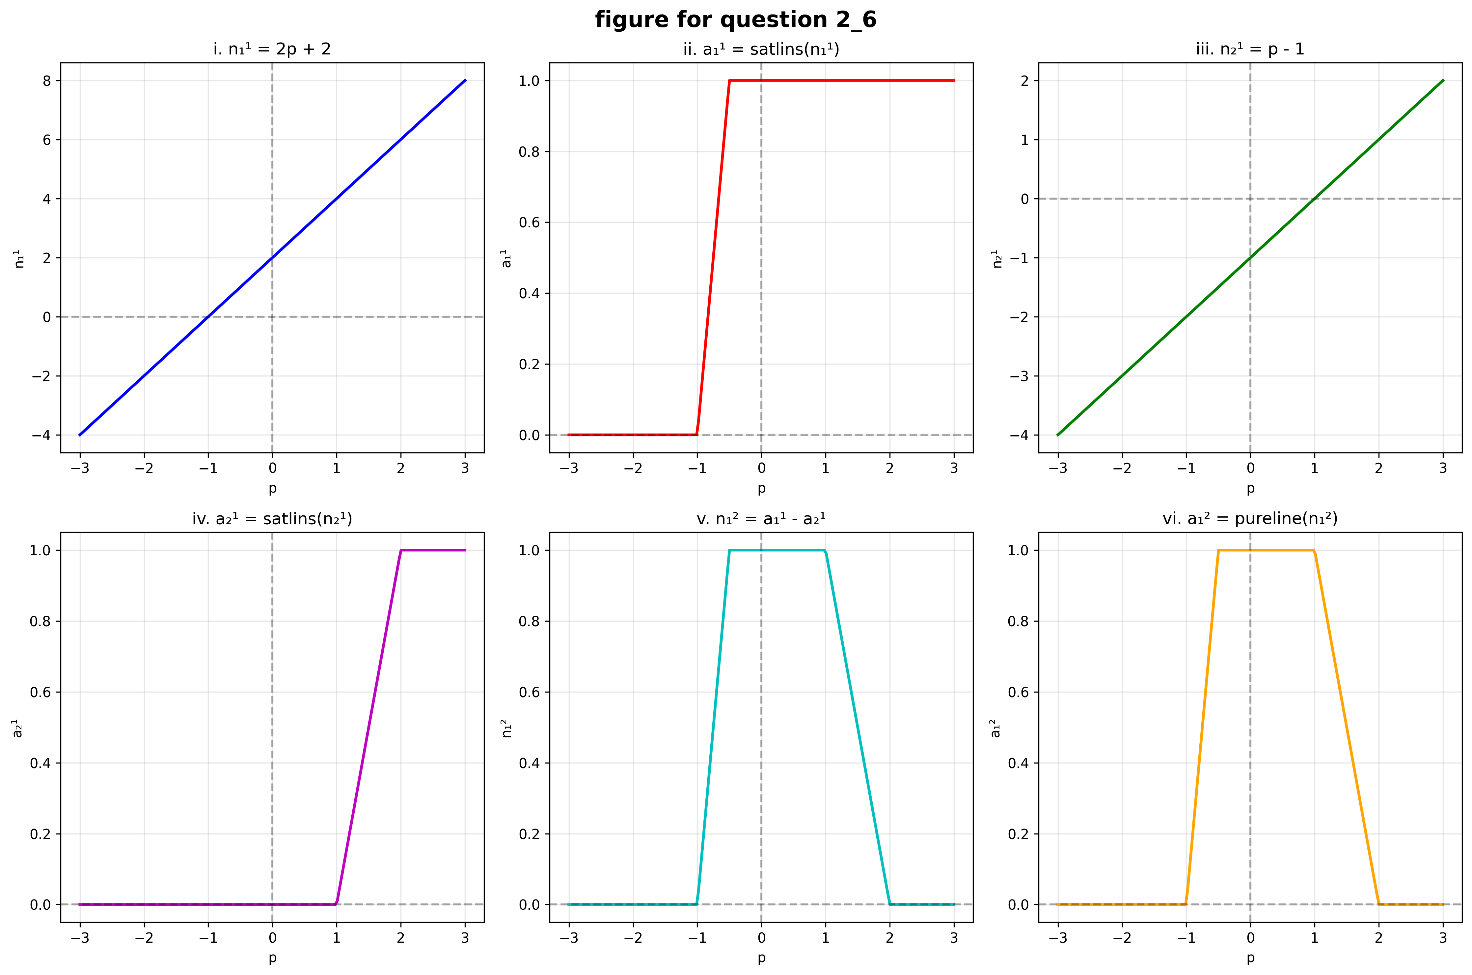 figure for question 2_6
i. n₁¹ = 2p + 2
n₁¹
8
6
4
2
0
−2
−4
−3 −2 −1 0 1 2 3
p
ii. a₁¹ = satlins(n₁¹)
a₁¹
1.0
0.8
0.6
0.4
0.2
0.0
−3 −2 −1 0 1 2 3
p
iii. n₂¹ = p - 1
n₂¹
2
1
0
−1
−2
−3
−4
−3 −2 −1 0 1 2 3
p
iv. a₂¹ = satlins(n₂¹)
a₂¹
1.0
0.8
0.6
0.4
0.2
0.0
−3 −2 −1 0 1 2 3
p
v. n₁² = a₁¹ - a₂¹
n₁²
1.0
0.8
0.6
0.4
0.2
0.0
−3 −2 −1 0 1 2 3
p
vi. a₁² = pureline(n₁²)
a₁²
1.0
0.8
0.6
0.4
0.2
0.0
−3 −2 −1 0 1 2 3
p